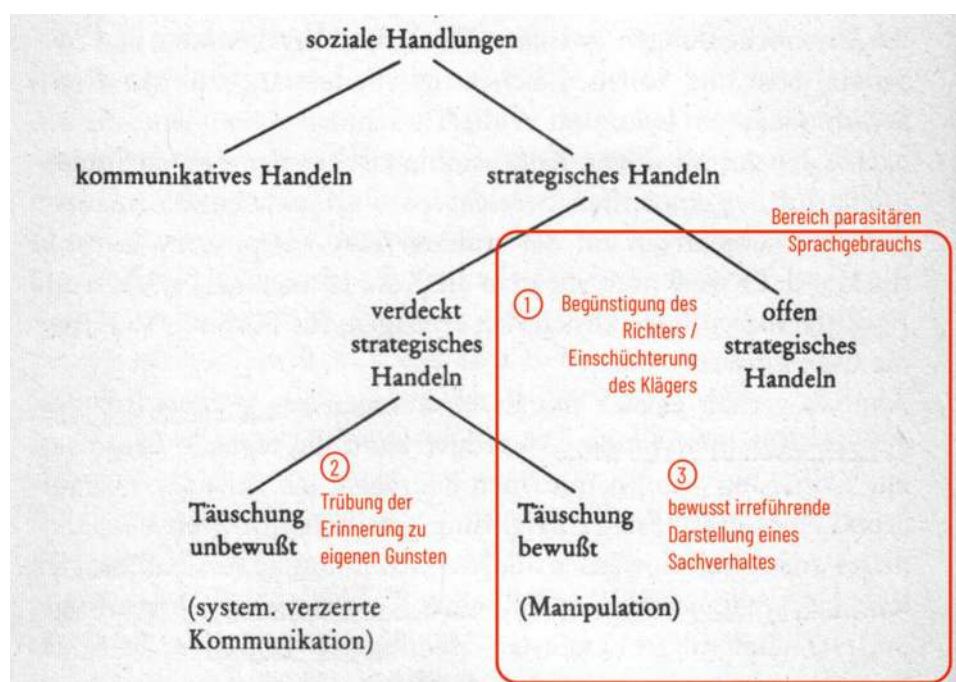 soziale Handlungen
kommunikatives Handeln
strategisches Handeln
Bereich parasitären
Sprachgebrauchs
verdeckt
strategisches
Handeln
① Begünstigung des
Richters /
Einschüchterung
des Klägers
offen
strategisches
Handeln
Täuschung
unbewußt
②
Trübung der
Erinnerung zu
eigenen Gunsten
Täuschung
bewußt
③
bewusst irreführende
Darstellung eines
Sachverhaltes
(system. verzerrte
Kommunikation)
(Manipulation)